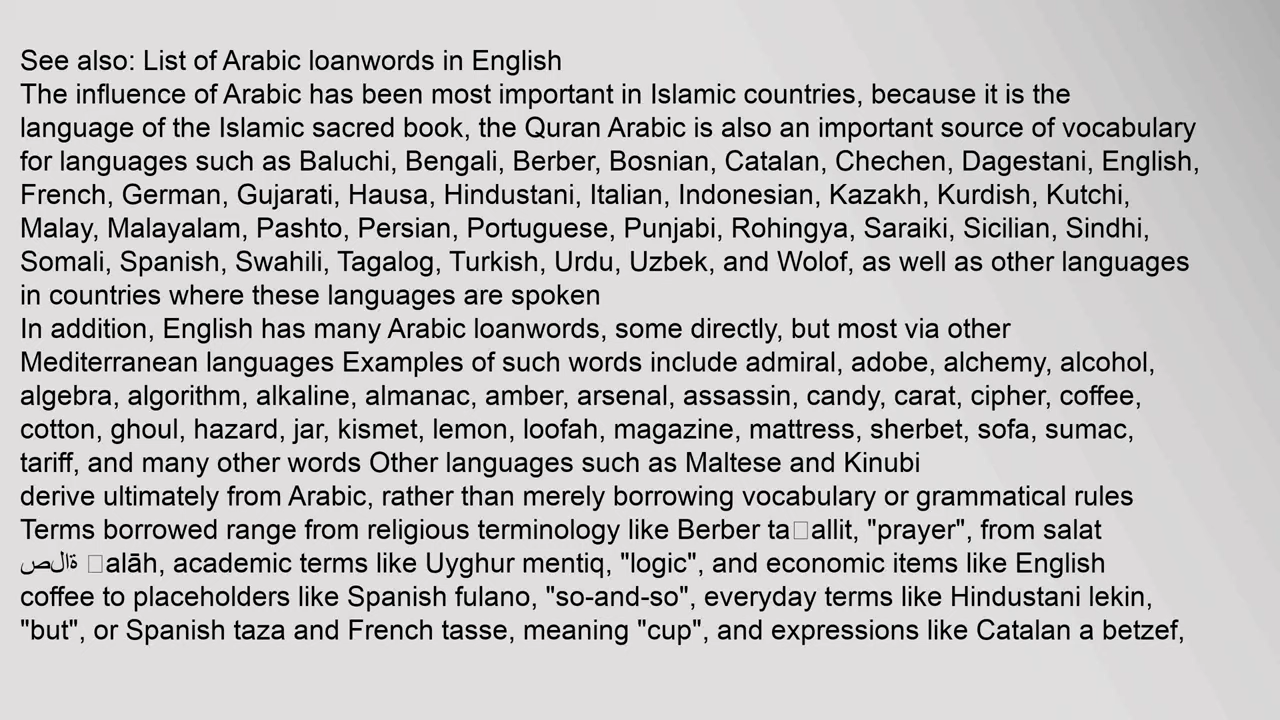 See also: List of Arabic loanwords in English
The influence of Arabic has been most important in Islamic countries, because it is the
language of the Islamic sacred book, the Quran Arabic is also an important source of vocabulary
for languages such as Baluchi, Bengali, Berber, Bosnian, Catalan, Chechen, Dagestani, English,
French, German, Gujarati, Hausa, Hindustani, Italian, Indonesian, Kazakh, Kurdish, Kutchi,
Malay, Malayalam, Pashto, Persian, Portuguese, Punjabi, Rohingya, Saraiki, Sicilian, Sindhi,
Somali, Spanish, Swahili, Tagalog, Turkish, Urdu, Uzbek, and Wolof, as well as other languages
in countries where these languages are spoken
In addition, English has many Arabic loanwords, some directly, but most via other
Mediterranean languages Examples of such words include admiral, adobe, alchemy, alcohol,
algebra, algorithm, alkaline, almanac, amber, arsenal, assassin, candy, carat, cipher, coffee,
cotton, ghoul, hazard, jar, kismet, lemon, loofah, magazine, mattress, sherbet, sofa, sumac,
tariff, and many other words Other languages such as Maltese and Kinubi
derive ultimately from Arabic, rather than merely borrowing vocabulary or grammatical rules
Terms borrowed range from religious terminology like Berber ta□allit, "prayer", from salat
صلاة □alāh, academic terms like Uyghur mentiq, "logic", and economic items like English
coffee to placeholders like Spanish fulano, "so-and-so", everyday terms like Hindustani lekin,
"but", or Spanish taza and French tasse, meaning "cup", and expressions like Catalan a betzef,